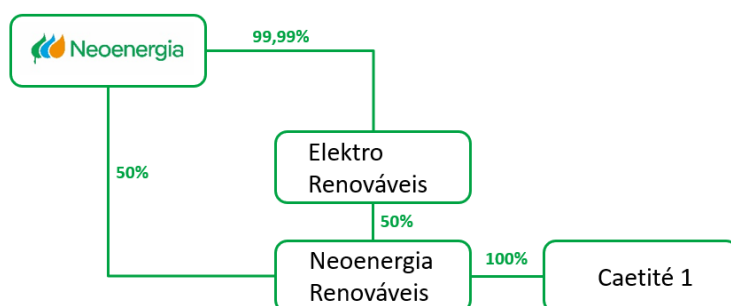 Neoenergia
99,99%
Elektro
Renováveis
50%
50%
Neoenergia
Renováveis
100%
Caetité 1